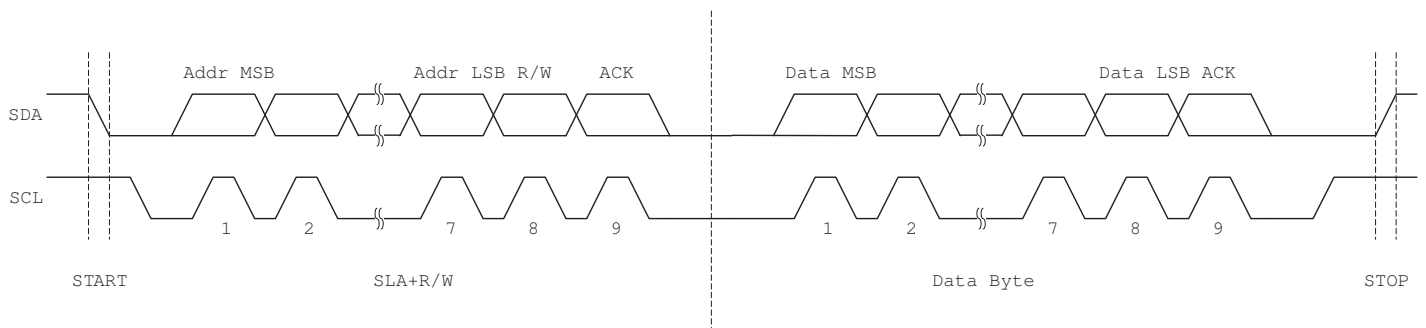 Addr MSB Addr LSB R/W ACK Data MSB Data LSB ACK
SDA
SCL
1 2 7 8 9 1 2 7 8 9
START SLA+R/W Data Byte STOP